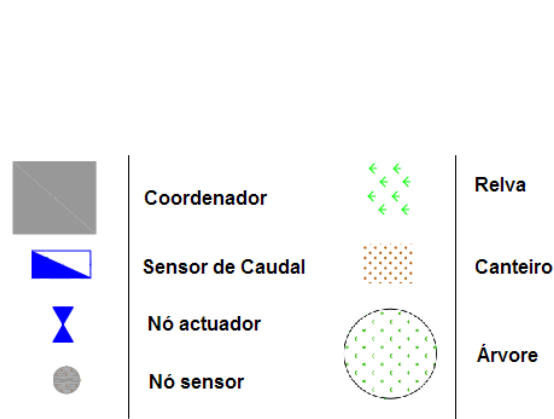 Coordenador
Sensor de Caudal
Nó actuador
Nó sensor
Relva
Canteiro
Árvore